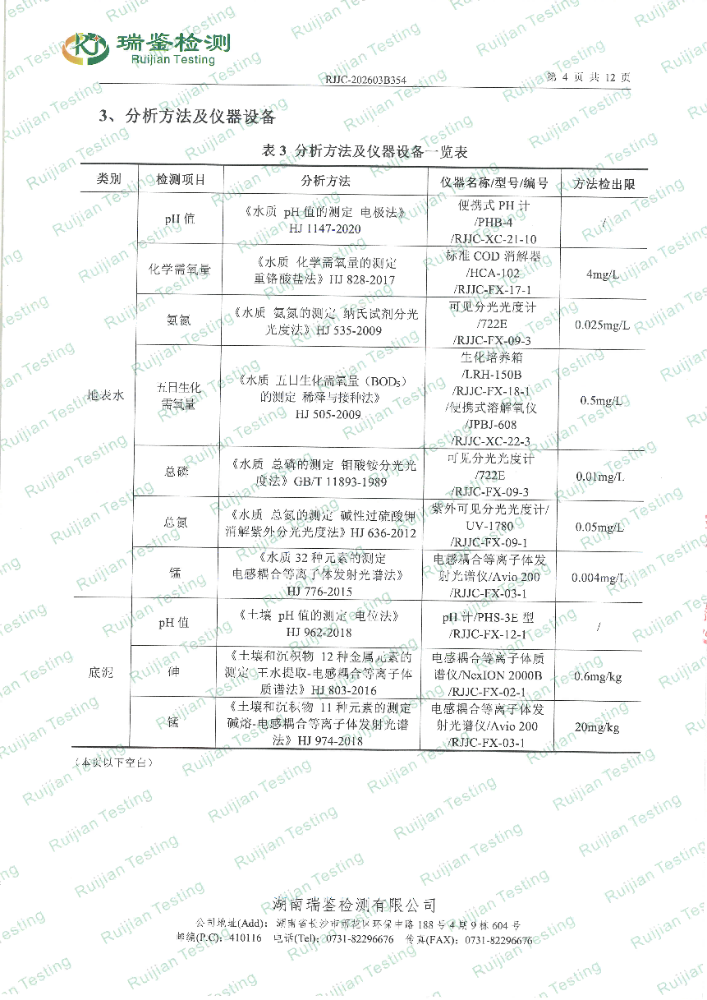 瑞鉴检测
Ruijian Testing
RJJC-202603B354
第 4 页 共 12 页
3、分析方法及仪器设备
表 3 分析方法及仪器设备一览表
类别 检测项目 分析方法 仪器名称/型号/编号 方法检出限
地表水
pH 值
《水质 pH 值的测定 电极法》
HJ 1147-2020
便携式 PH 计
/PHB-4
/RJJC-XC-21-10
/
化学需氧量
《水质 化学需氧量的测定
重铬酸盐法》HJ 828-2017
标准 COD 消解器
/HCA-102
/RJJC-FX-17-1
4mg/L
氨氮
《水质 氨氮的测定 纳氏试剂分光
光度法》HJ 535-2009
可见分光光度计
/722E
/RJJC-FX-09-3
0.025mg/L
五日生化
需氧量
《水质 五日生化需氧量（BOD₅）
的测定 稀释与接种法》
HJ 505-2009
生化培养箱
/LRH-150B
/RJJC-FX-18-1
/便携式溶解氧仪
/JPBJ-608
/RJJC-XC-22-3
0.5mg/L
总磷
《水质 总磷的测定 钼酸铵分光光
度法》GB/T 11893-1989
可见分光光度计
/722E
/RJJC-FX-09-3
0.01mg/L
总氮
《水质 总氮的测定 碱性过硫酸钾
消解紫外分光光度法》HJ 636-2012
紫外可见分光光度计/
UV-1780
/RJJC-FX-09-1
0.05mg/L
锰
《水质 32 种元素的测定
电感耦合等离子体发射光谱法》
HJ 776-2015
电感耦合等离子体发
射光谱仪/Avio 200
/RJJC-FX-03-1
0.004mg/L
底泥
pH 值
《土壤 pH 值的测定 电位法》
HJ 962-2018
pH 计/PHS-3E 型
/RJJC-FX-12-1
/
砷
《土壤和沉积物 12 种金属元素的
测定 王水提取-电感耦合等离子体
质谱法》HJ 803-2016
电感耦合等离子体质
谱仪/NexION 2000B
/RJJC-FX-02-1
0.6mg/kg
锰
《土壤和沉积物 11 种元素的测定
碱熔-电感耦合等离子体发射光谱
法》HJ 974-2018
电感耦合等离子体发
射光谱仪/Avio 200
/RJJC-FX-03-1
20mg/kg
（本页以下空白）
湖南瑞鉴检测有限公司
公司地址(Add): 湖南省长沙市雨花区环保中路 188 号 4 期 9 栋 604 号
邮编(P.C): 410116 电话(Tel): 0731-82296676 传真(FAX): 0731-82296676